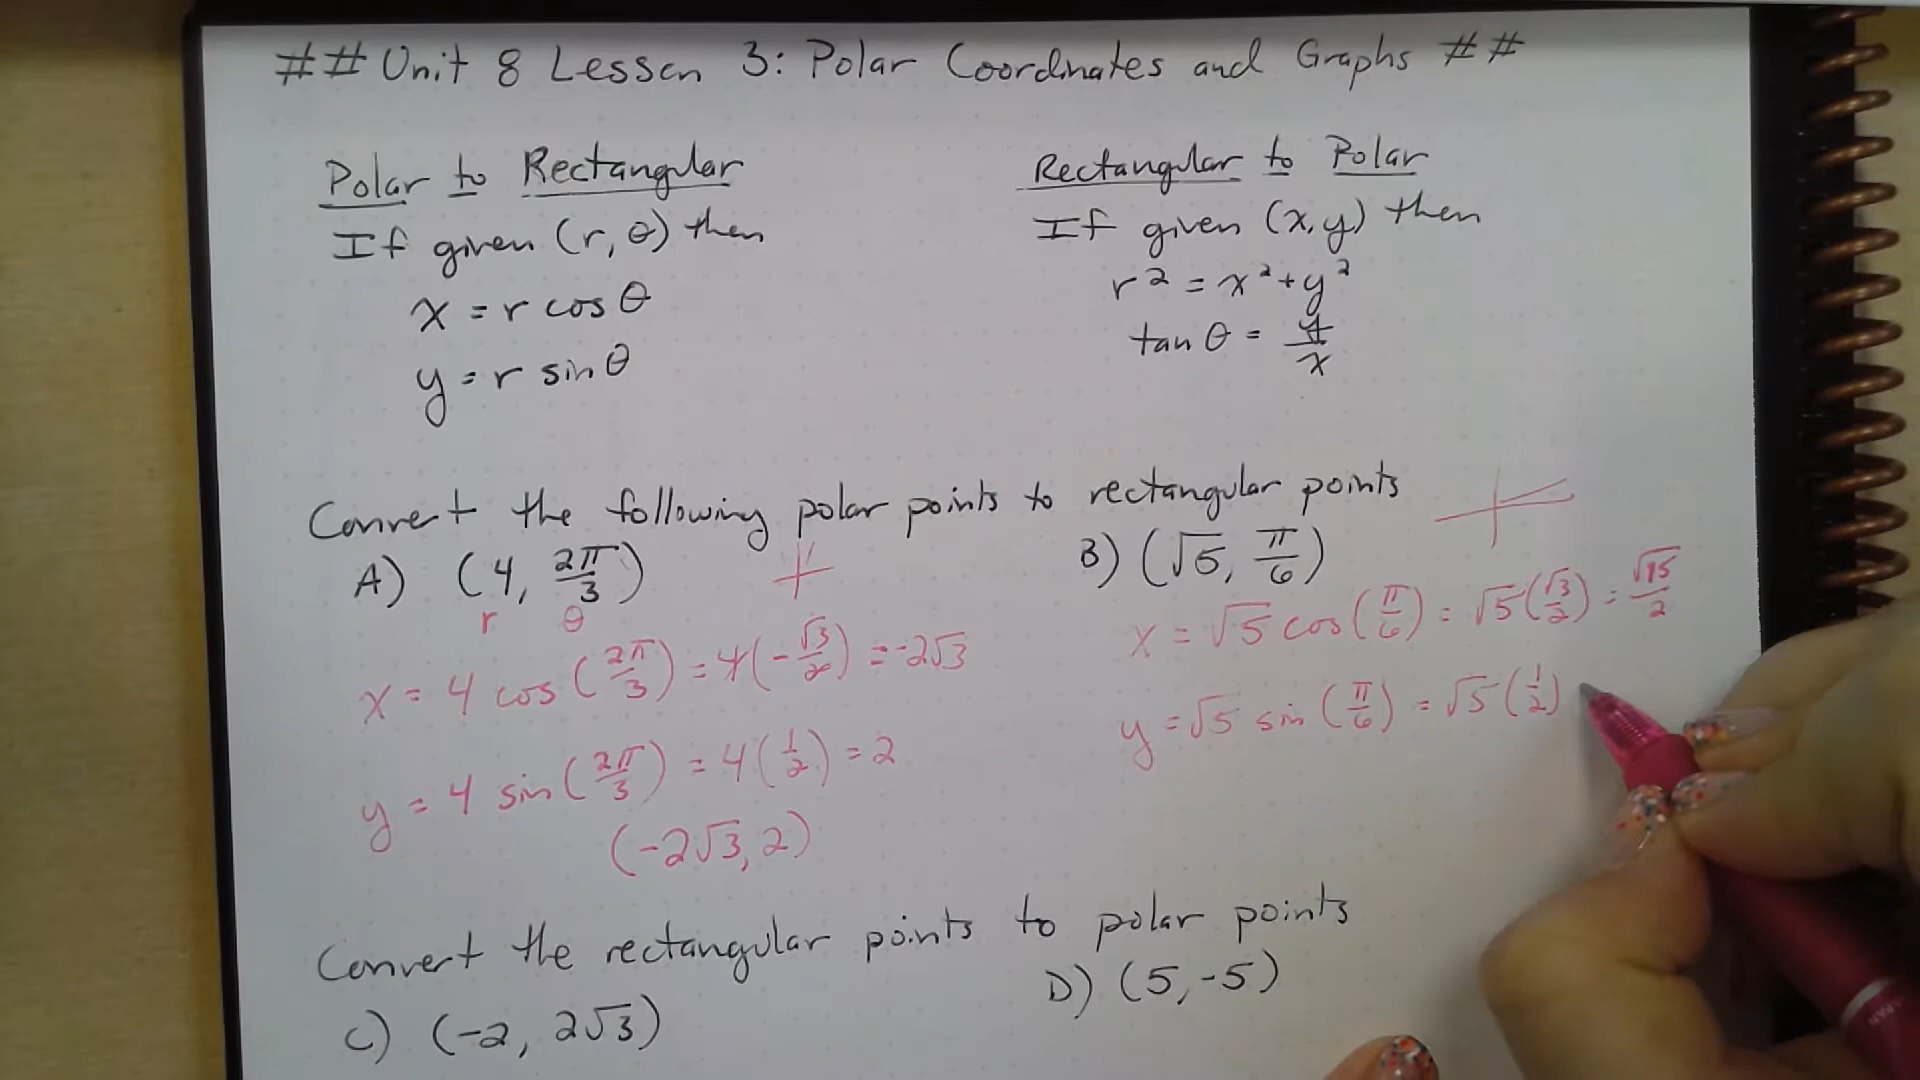 ## Unit 8 Lesson 3: Polar Coordinates and Graphs ##
Polar to Rectangular
If given (r, θ) then
x = r cos θ
y = r sin θ
Rectangular to Polar
If given (x, y) then
r² = x² + y²
tan θ = y/x
Convert the following polar points to rectangular points
A) (4, 2π/3)
r θ
x = 4 cos (2π/3) = 4(-√3/2) = -2√3
y = 4 sin (2π/3) = 4(1/2) = 2
(-2√3, 2)
B) (√5, π/6)
x = √5 cos (π/6) = √5(√3/2) = √15/2
y = √5 sin (π/6) = √5(1/2)
Convert the rectangular points to polar points
C) (-2, 2√3)
D) (5, -5)